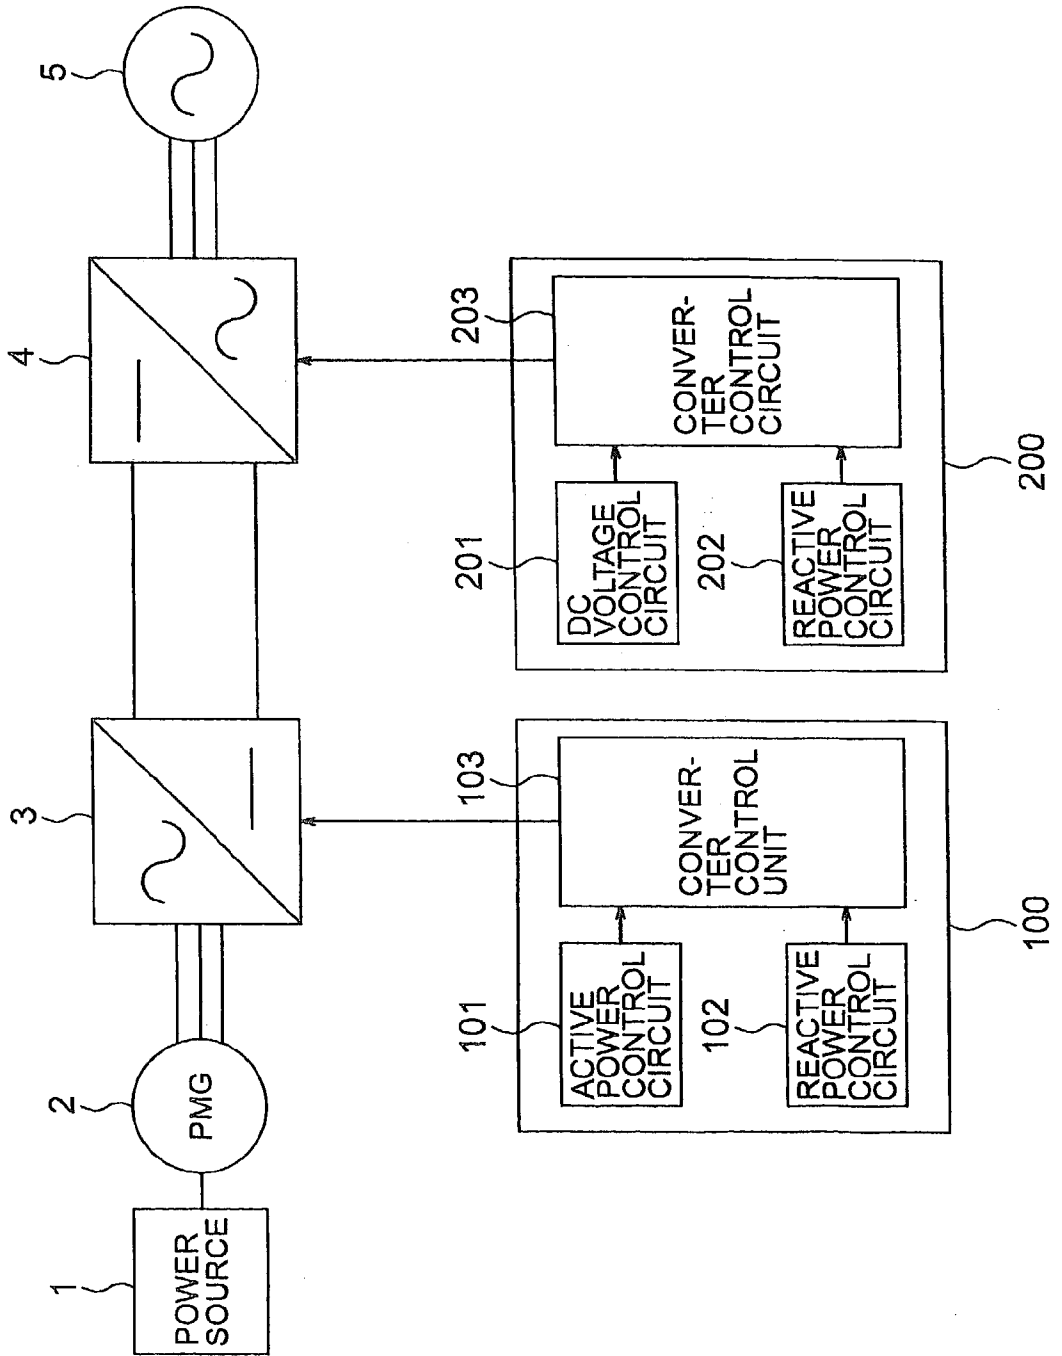 1
POWER
SOURCE
2
PMG
3
4
5
101
ACTIVE
POWER
CONTROL
CIRCUIT
102
REACTIVE
POWER
CONTROL
CIRCUIT
103
CONVER-
TER
CONTROL
UNIT
100
201
DC
VOLTAGE
CONTROL
CIRCUIT
202
REACTIVE
POWER
CONTROL
CIRCUIT
203
CONVER-
TER
CONTROL
CIRCUIT
200